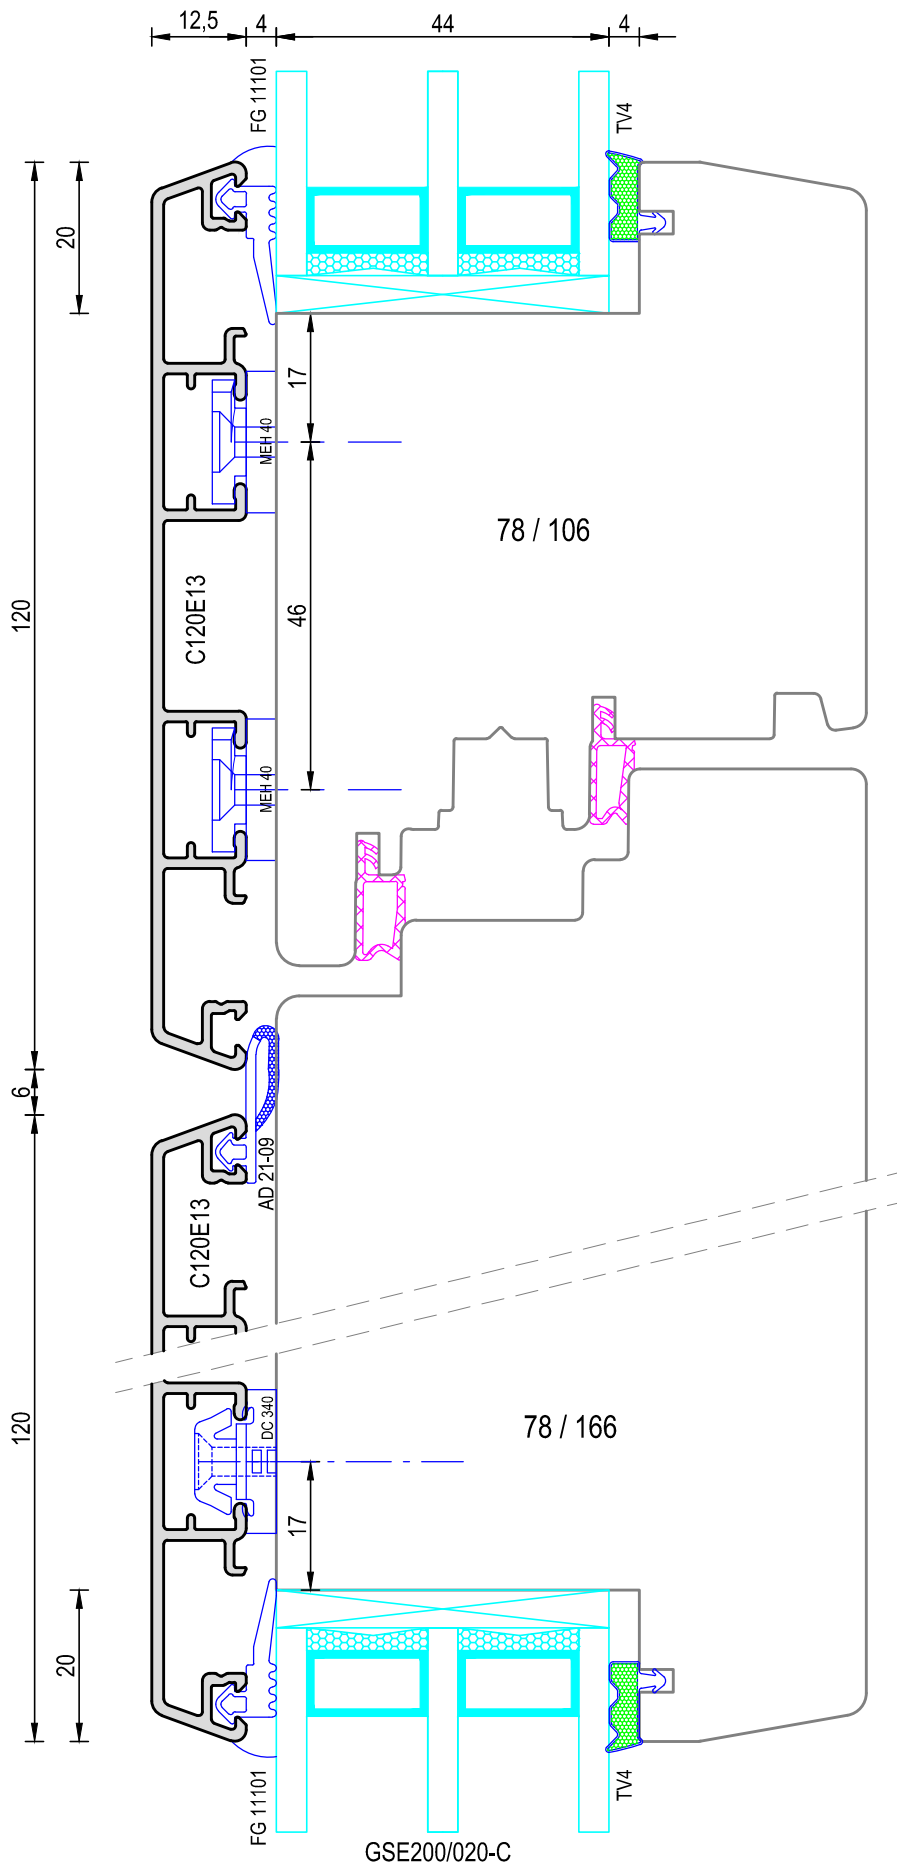 12,5
4
44
4
FG 11101
TV4
20
120
17
MEH 40
78 / 106
C120E13
46
MEH 40
6
AD 21-09
C120E13
120
DC 340
78 / 166
17
20
FG 11101
TV4
GSE200/020-C